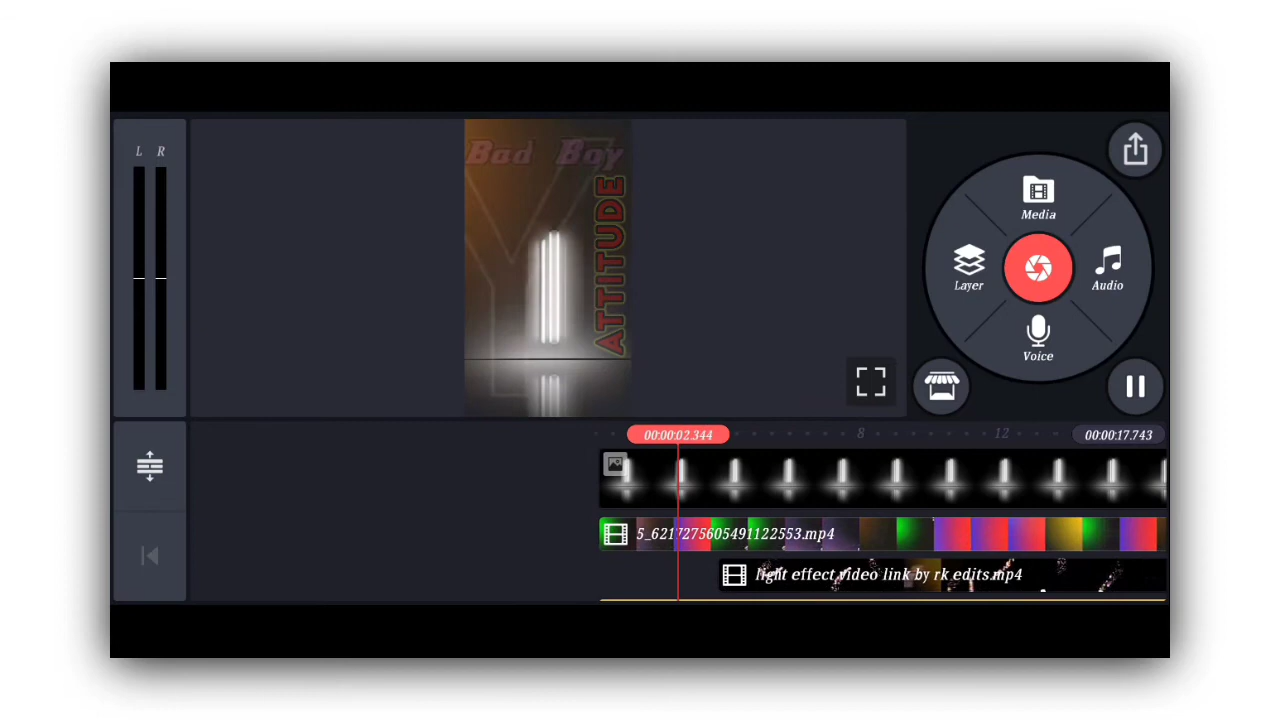 L R
Bad Boy
ATTITUDE
Media
Layer
Audio
Voice
00:00:02.344
8
12
00:00:17.743
5_6217275605491122553.mp4
light effect video link by rk edits.mp4